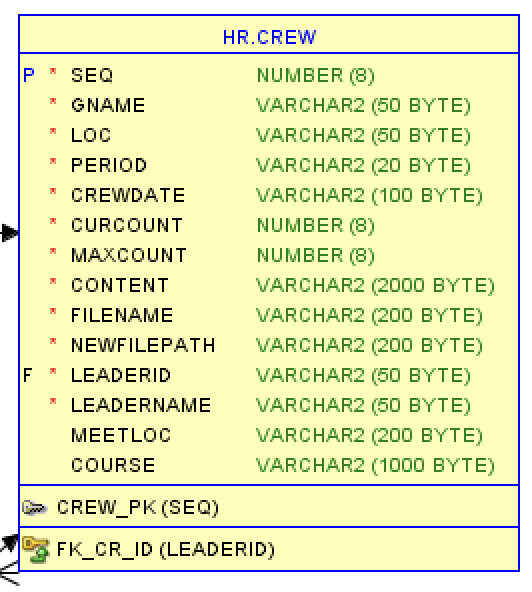 HR.CREW
P * SEQ NUMBER (8)
* GNAME VARCHAR2 (50 BYTE)
* LOC VARCHAR2 (50 BYTE)
* PERIOD VARCHAR2 (20 BYTE)
* CREWDATE VARCHAR2 (100 BYTE)
* CURCOUNT NUMBER (8)
* MAXCOUNT NUMBER (8)
* CONTENT VARCHAR2 (2000 BYTE)
* FILENAME VARCHAR2 (200 BYTE)
* NEWFILEPATH VARCHAR2 (200 BYTE)
F * LEADERID VARCHAR2 (50 BYTE)
* LEADERNAME VARCHAR2 (50 BYTE)
MEETLOC VARCHAR2 (200 BYTE)
COURSE VARCHAR2 (1000 BYTE)
CREW_PK (SEQ)
FK_CR_ID (LEADERID)